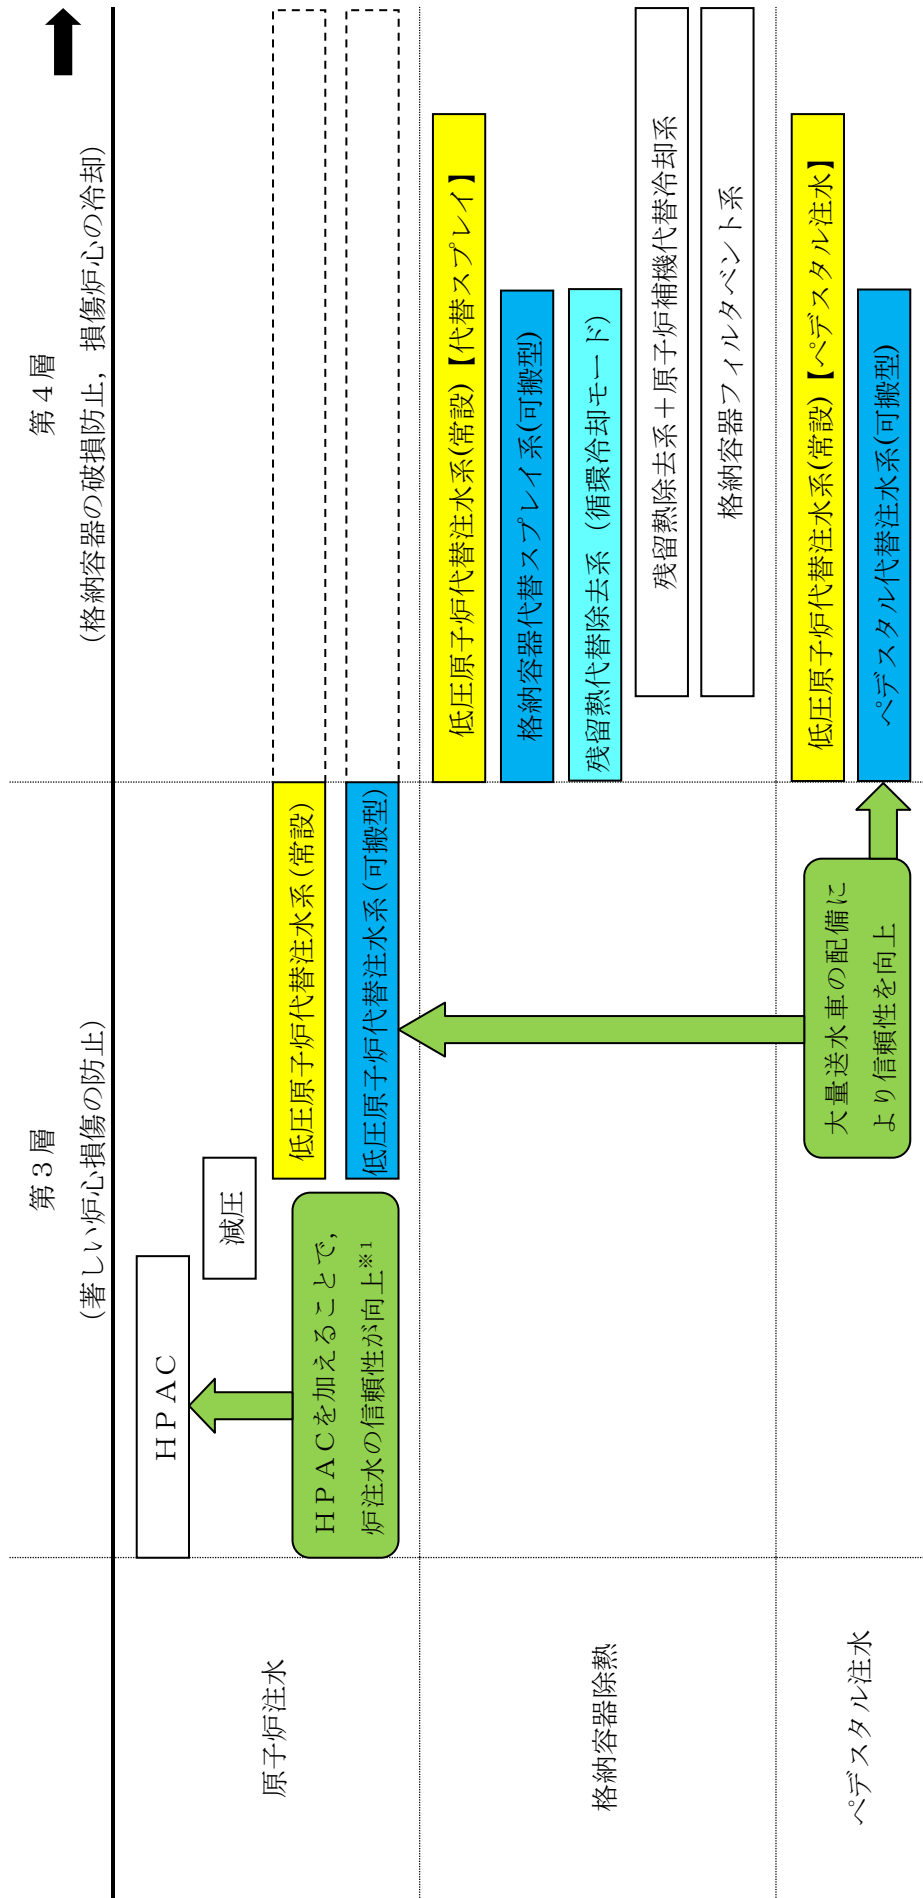 第３層
(著しい炉心損傷の防止)
第４層
(格納容器の破損防止，損傷炉心の冷却)
原子炉注水
ＨＰＡＣ
減圧
低圧原子炉代替注水系(常設)
低圧原子炉代替注水系(可搬型)
ＨＰＡＣを加えることで，
炉注水の信頼性が向上※1
格納容器除熱
低圧原子炉代替注水系(常設)【代替スプレイ】
格納容器代替スプレイ系(可搬型)
残留熱代替除去系（循環冷却モード）
残留熱除去系＋原子炉補機代替冷却系
格納容器フィルタベント系
ペデスタル注水
低圧原子炉代替注水系(常設)【ペデスタル注水】
ペデスタル代替注水系(可搬型)
大量送水車の配備に
より信頼性を向上